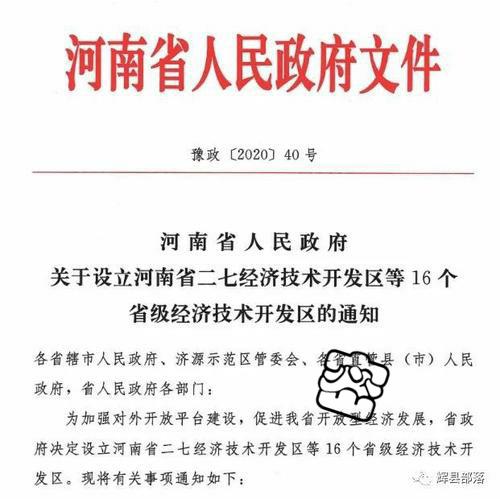 河南省人民政府文件
豫政〔2020〕40号
河南省人民政府
关于设立河南省二七经济技术开发区等16个
省级经济技术开发区的通知
各省辖市人民政府、济源示范区管委会、各省直管县（市）人民
政府，省人民政府各部门：
为加强对外开放平台建设，促进我省开放型经济发展，省政
府决定设立河南省二七经济技术开发区等16个省级经济技术开
发区。现将有关事项通知如下：
辉县部落